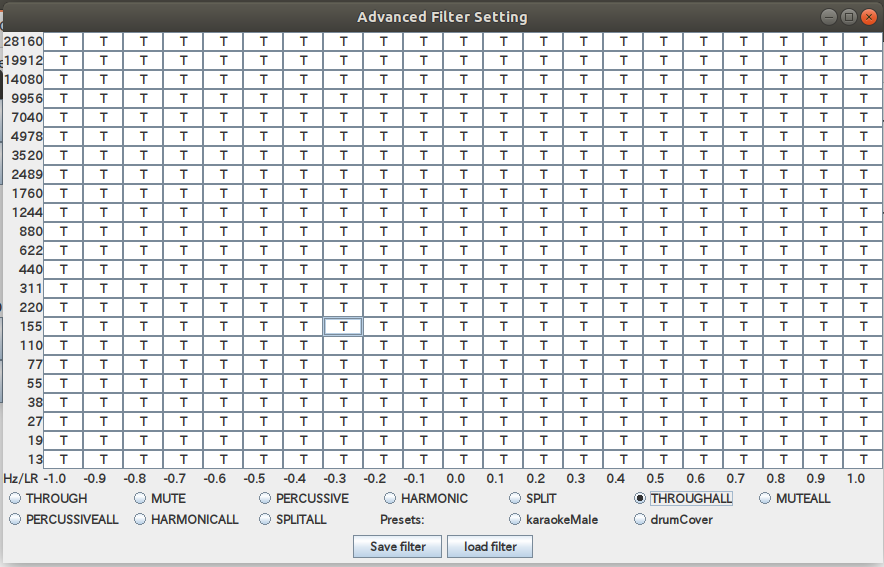 Advanced Filter Setting
28160 T T T T T T T T T T T T T T T T T T T T T
19912 T T T T T T T T T T T T T T T T T T T T T
14080 T T T T T T T T T T T T T T T T T T T T T
9956 T T T T T T T T T T T T T T T T T T T T T
7040 T T T T T T T T T T T T T T T T T T T T T
4978 T T T T T T T T T T T T T T T T T T T T T
3520 T T T T T T T T T T T T T T T T T T T T T
2489 T T T T T T T T T T T T T T T T T T T T T
1760 T T T T T T T T T T T T T T T T T T T T T
1244 T T T T T T T T T T T T T T T T T T T T T
880 T T T T T T T T T T T T T T T T T T T T T
622 T T T T T T T T T T T T T T T T T T T T T
440 T T T T T T T T T T T T T T T T T T T T T
311 T T T T T T T T T T T T T T T T T T T T T
220 T T T T T T T T T T T T T T T T T T T T T
155 T T T T T T T T T T T T T T T T T T T T T
110 T T T T T T T T T T T T T T T T T T T T T
77 T T T T T T T T T T T T T T T T T T T T T
55 T T T T T T T T T T T T T T T T T T T T T
38 T T T T T T T T T T T T T T T T T T T T T
27 T T T T T T T T T T T T T T T T T T T T T
19 T T T T T T T T T T T T T T T T T T T T T
13 T T T T T T T T T T T T T T T T T T T T T
Hz/LR -1.0 -0.9 -0.8 -0.7 -0.6 -0.5 -0.4 -0.3 -0.2 -0.1 0.0 0.1 0.2 0.3 0.4 0.5 0.6 0.7 0.8 0.9 1.0
THROUGH MUTE PERCUSSIVE HARMONIC SPLIT THROUGHALL MUTEALL
PERCUSSIVEALL HARMONICALL SPLITALL Presets: karaokeMale drumCover
Save filter load filter